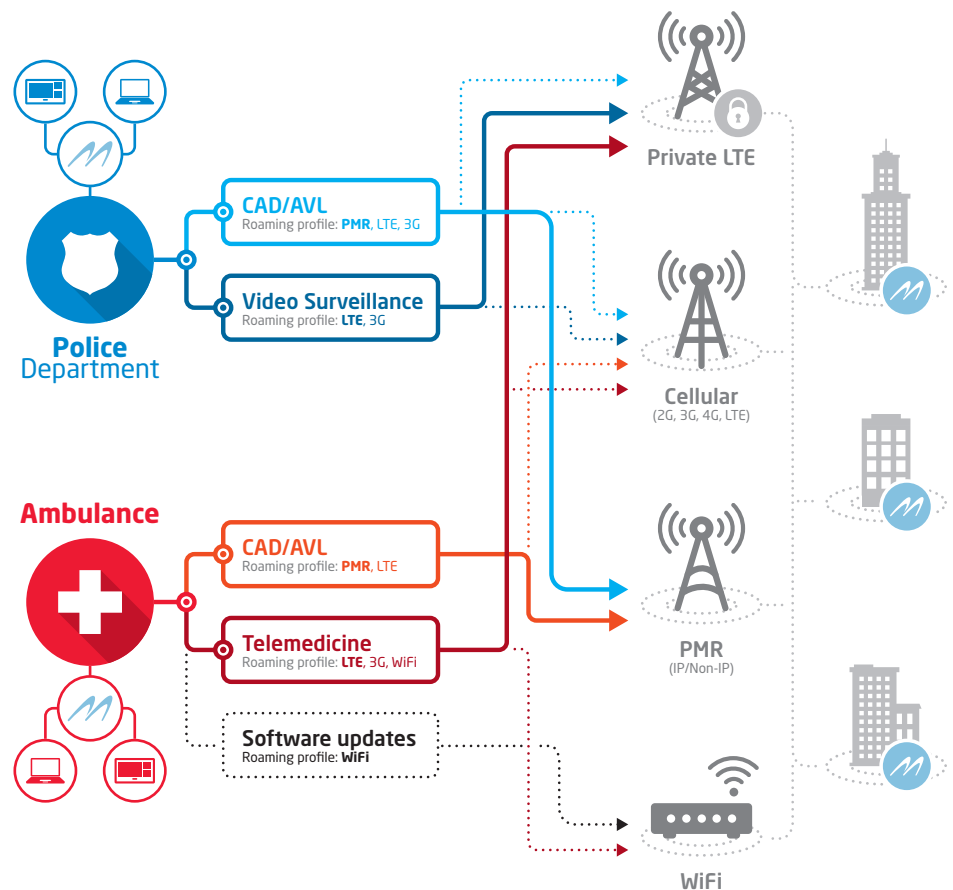 Private LTE
CAD/AVL
Roaming profile: PMR, LTE, 3G
Video Surveillance
Roaming profile: LTE, 3G
Police
Department
Cellular
(2G, 3G, 4G, LTE)
Ambulance
CAD/AVL
Roaming profile: PMR, LTE
Telemedicine
Roaming profile: LTE, 3G, WiFi
PMR
(IP/Non-IP)
Software updates
Roaming profile: WiFi
WiFi